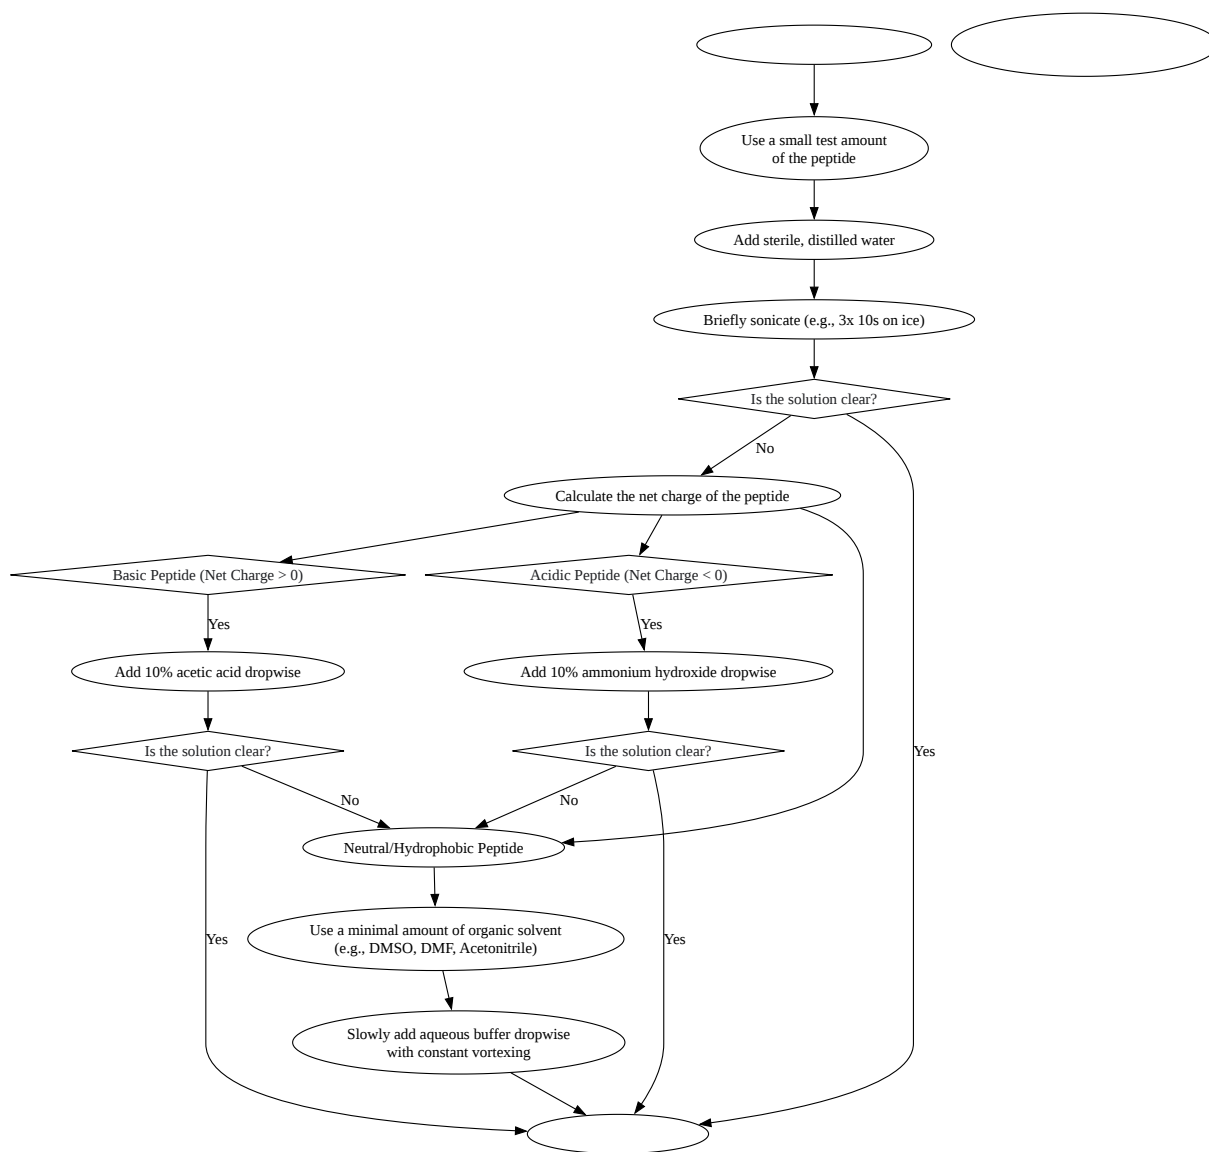 Use a small test amount
of the peptide
Add sterile, distilled water
Briefly sonicate (e.g., 3x 10s on ice)
Is the solution clear?
No
Calculate the net charge of the peptide
Basic Peptide (Net Charge > 0)
Acidic Peptide (Net Charge < 0)
Yes
Yes
Add 10% acetic acid dropwise
Add 10% ammonium hydroxide dropwise
Is the solution clear?
Is the solution clear?
Yes
No
No
Neutral/Hydrophobic Peptide
Use a minimal amount of organic solvent
(e.g., DMSO, DMF, Acetonitrile)
Yes
Yes
Slowly add aqueous buffer dropwise
with constant vortexing